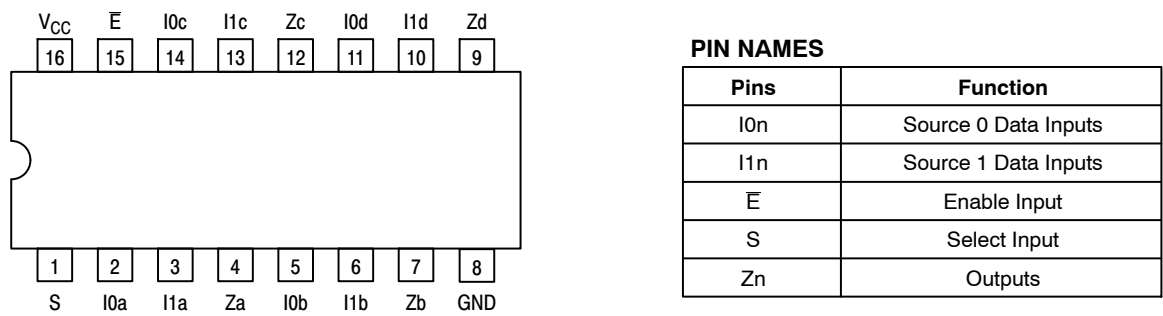 V_CC E̅ I0c I1c Zc I0d I1d Zd
16 15 14 13 12 11 10 9
1 2 3 4 5 6 7 8
S I0a I1a Za I0b I1b Zb GND
PIN NAMES
Pins Function
I0n Source 0 Data Inputs
I1n Source 1 Data Inputs
E̅ Enable Input
S Select Input
Zn Outputs